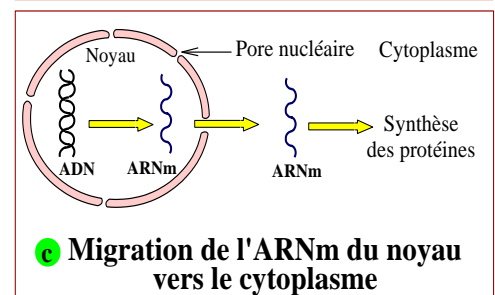 Noyau
Pore nucléaire
Cytoplasme
ADN
ARNm
ARNm
Synthèse
des protéines
c Migration de l'ARNm du noyau
vers le cytoplasme